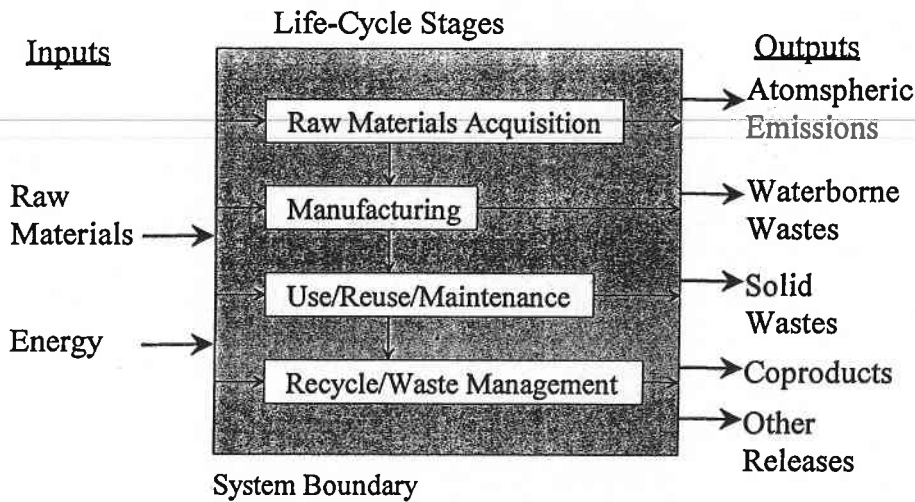 Life-Cycle Stages
Inputs
Outputs
Raw Materials Acquisition
Manufacturing
Use/Reuse/Maintenance
Recycle/Waste Management
Raw
Materials
Energy
Atomspheric
Emissions
Waterborne
Wastes
Solid
Wastes
Coproducts
Other
Releases
System Boundary